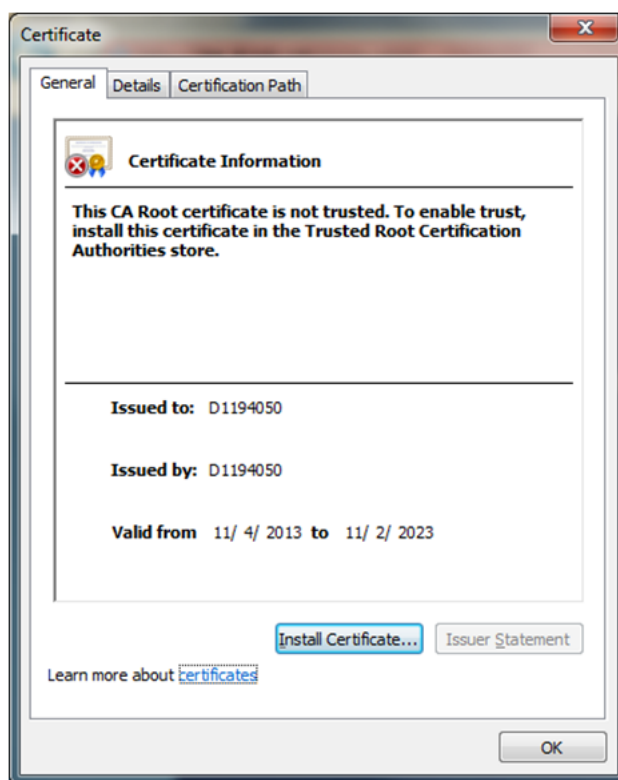 Certificate
General
Details
Certification Path
Certificate Information
This CA Root certificate is not trusted. To enable trust,
install this certificate in the Trusted Root Certification
Authorities store.
Issued to: D1194050
Issued by: D1194050
Valid from 11/ 4/ 2013 to 11/ 2/ 2023
Install Certificate...
Issuer Statement
Learn more about certificates
OK